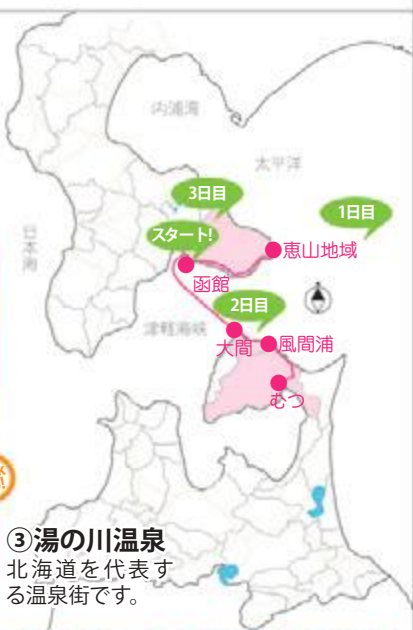 内浦湾
太平洋
3日目
1日目
スタート!
恵山地域
日本海
函館
2日目
津軽海峡
大間
風間浦
むつ
③湯の川温泉
北海道を代表す
る温泉街です。